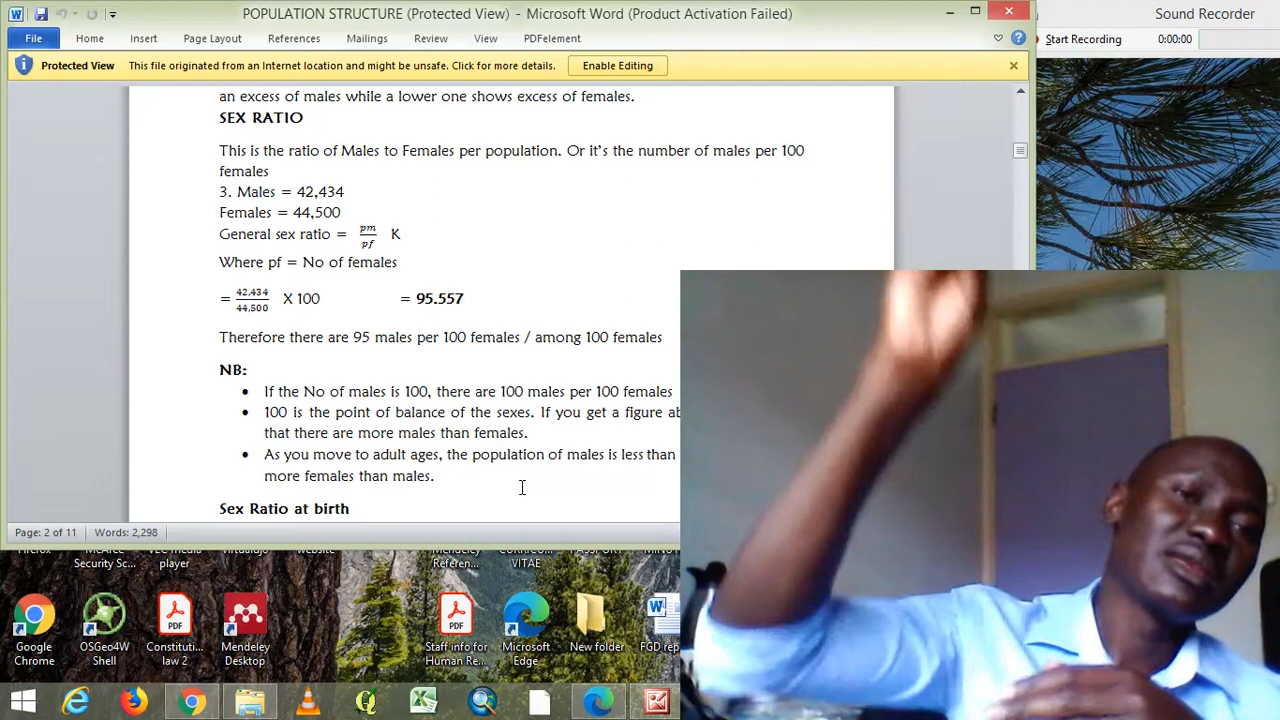 POPULATION STRUCTURE (Protected View) - Microsoft Word (Product Activation Failed)
Sound Recorder
File Home Insert Page Layout References Mailings Review View PDFelement
Start Recording 0:00:00
Protected View This file originated from an Internet location and might be unsafe. Click for more details. Enable Editing
an excess of males while a lower one shows excess of females.
SEX RATIO
This is the ratio of Males to Females per population. Or it's the number of males per 100
females
3. Males = 42,434
Females = 44,500
General sex ratio = pm/pf K
Where pf = No of females
= 42,434/44,500 X 100 = 95.557
Therefore there are 95 males per 100 females / among 100 females
NB:
• If the No of males is 100, there are 100 males per 100 females
• 100 is the point of balance of the sexes. If you get a figure
that there are more males than females.
• As you move to adult ages, the population of males is less than
more females than males.
Sex Ratio at birth
Page: 2 of 11 Words: 2,298
Security Sc... player website Referen... VITAE
Google Chrome
OSGeo4W Shell
Constituti... law 2
Mendeley Desktop
Staff info for Human Re...
Microsoft Edge
New folder
FGD rep